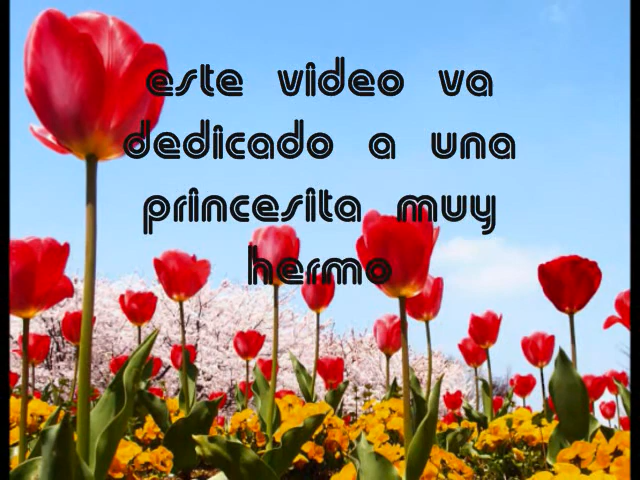 este video va
dedicado a una
princesita muy
hermo